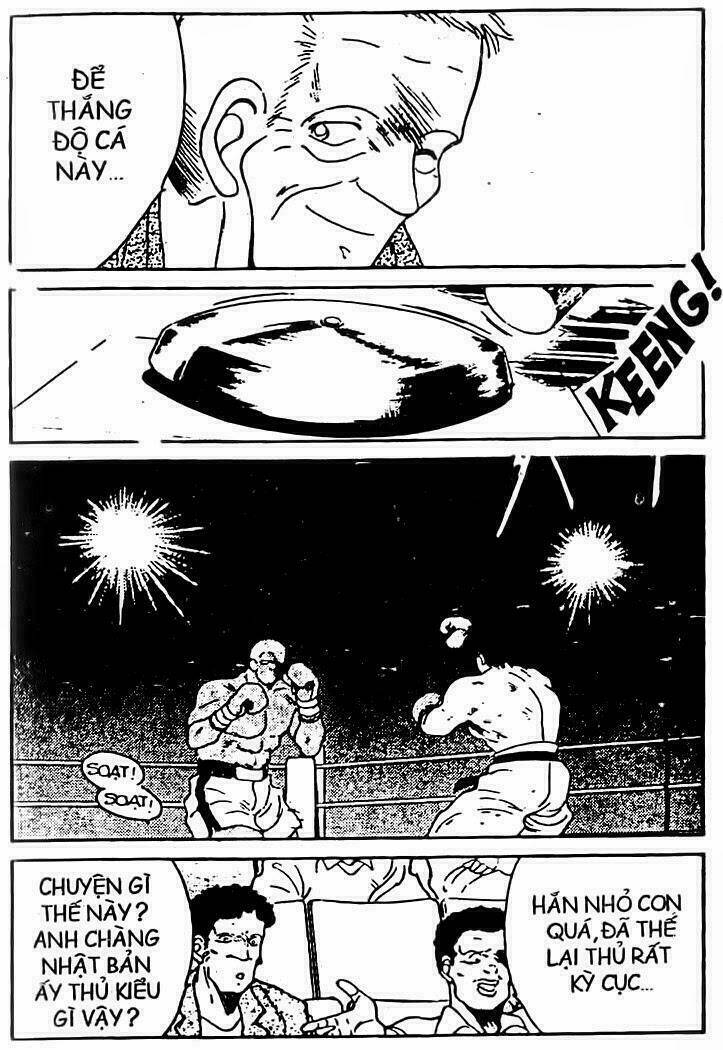 ĐỂ
THẮNG
ĐỘ CÁ
NÀY...
KEENG!
SOẠT!
SOẠT!
CHUYỆN GÌ
THẾ NÀY?
ANH CHÀNG
NHẬT BẢN
ẤY THỦ KIỂU
GÌ VẬY?
HẮN NHỎ CON
QUÁ, ĐÃ THẾ
LẠI THỦ RẤT
KỲ CỤC...